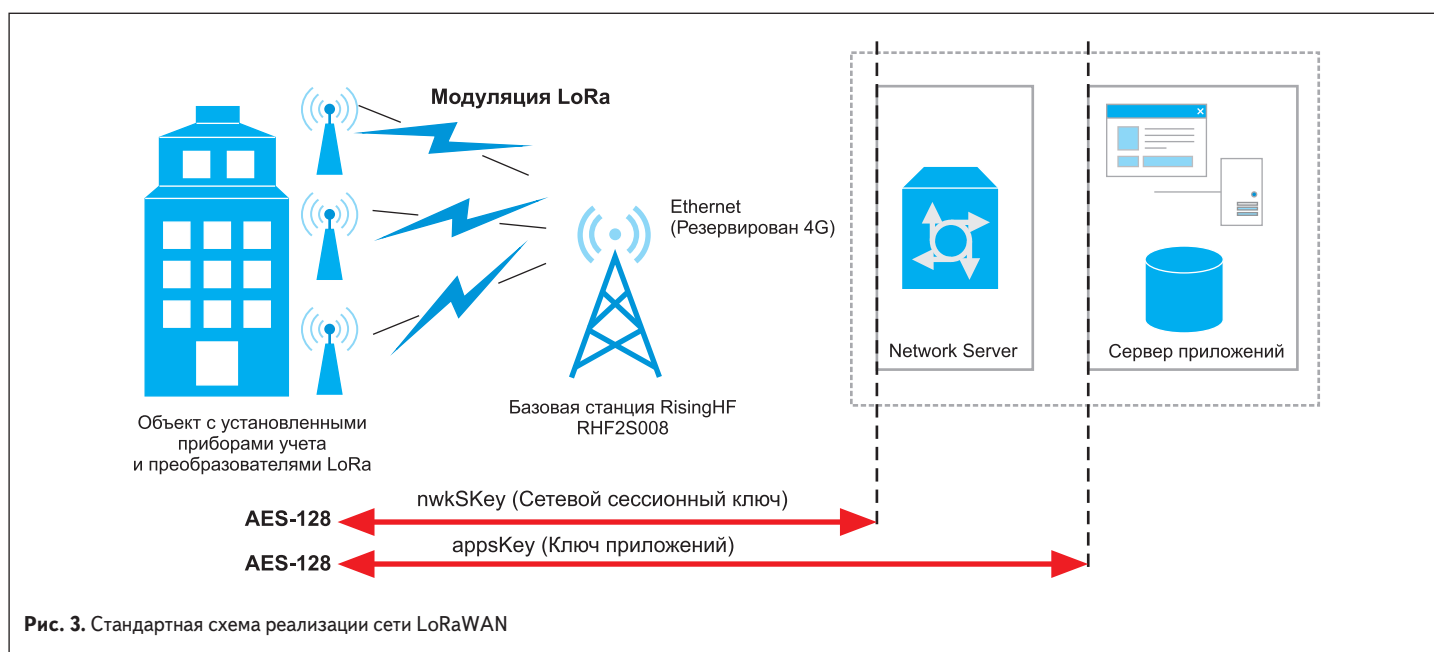 Модуляция LoRa
Ethernet
(Резервирован 4G)
Network Server
Сервер приложений
Базовая станция RisingHF
RHF2S008
Объект с установленными
приборами учета
и преобразователями LoRa
nwkSKey (Сетевой сессионный ключ)
AES-128
appsKey (Ключ приложений)
AES-128
Рис. 3. Стандартная схема реализации сети LoRaWAN